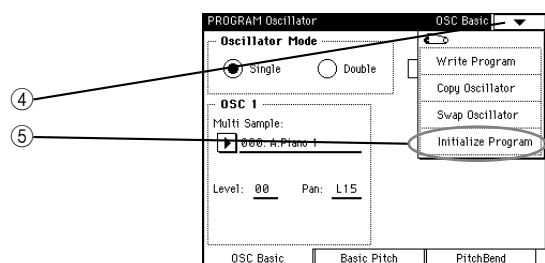 PROGRAM Oscillator OSC Basic
Oscillator Mode
Single Double
Write Program
Copy Oscillator
Swap Oscillator
Initialize Program
④
OSC 1
Multi Sample:
⑤
000: A.Piano 1
Level: 00 Pan: L15
OSC Basic Basic Pitch PitchBend